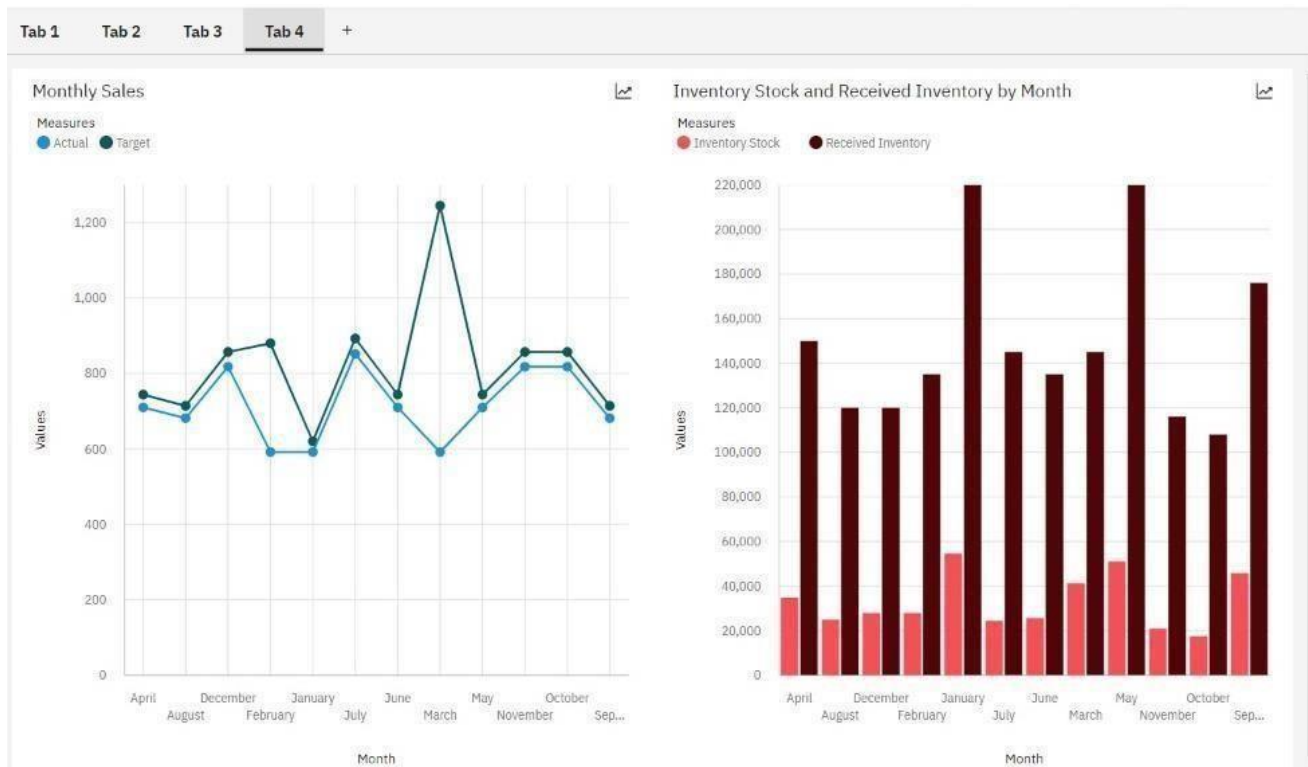 Tab 1 Tab 2 Tab 3 Tab 4 +
Monthly Sales
Measures
Actual Target
1,200
1,000
800
600
400
200
0
Values
April December January June May October
August February July March November Sep...
Month
Inventory Stock and Received Inventory by Month
Measures
Inventory Stock Received Inventory
220,000
200,000
180,000
160,000
140,000
120,000
100,000
80,000
60,000
40,000
20,000
0
Values
April December January June May October
August February July March November Sep...
Month